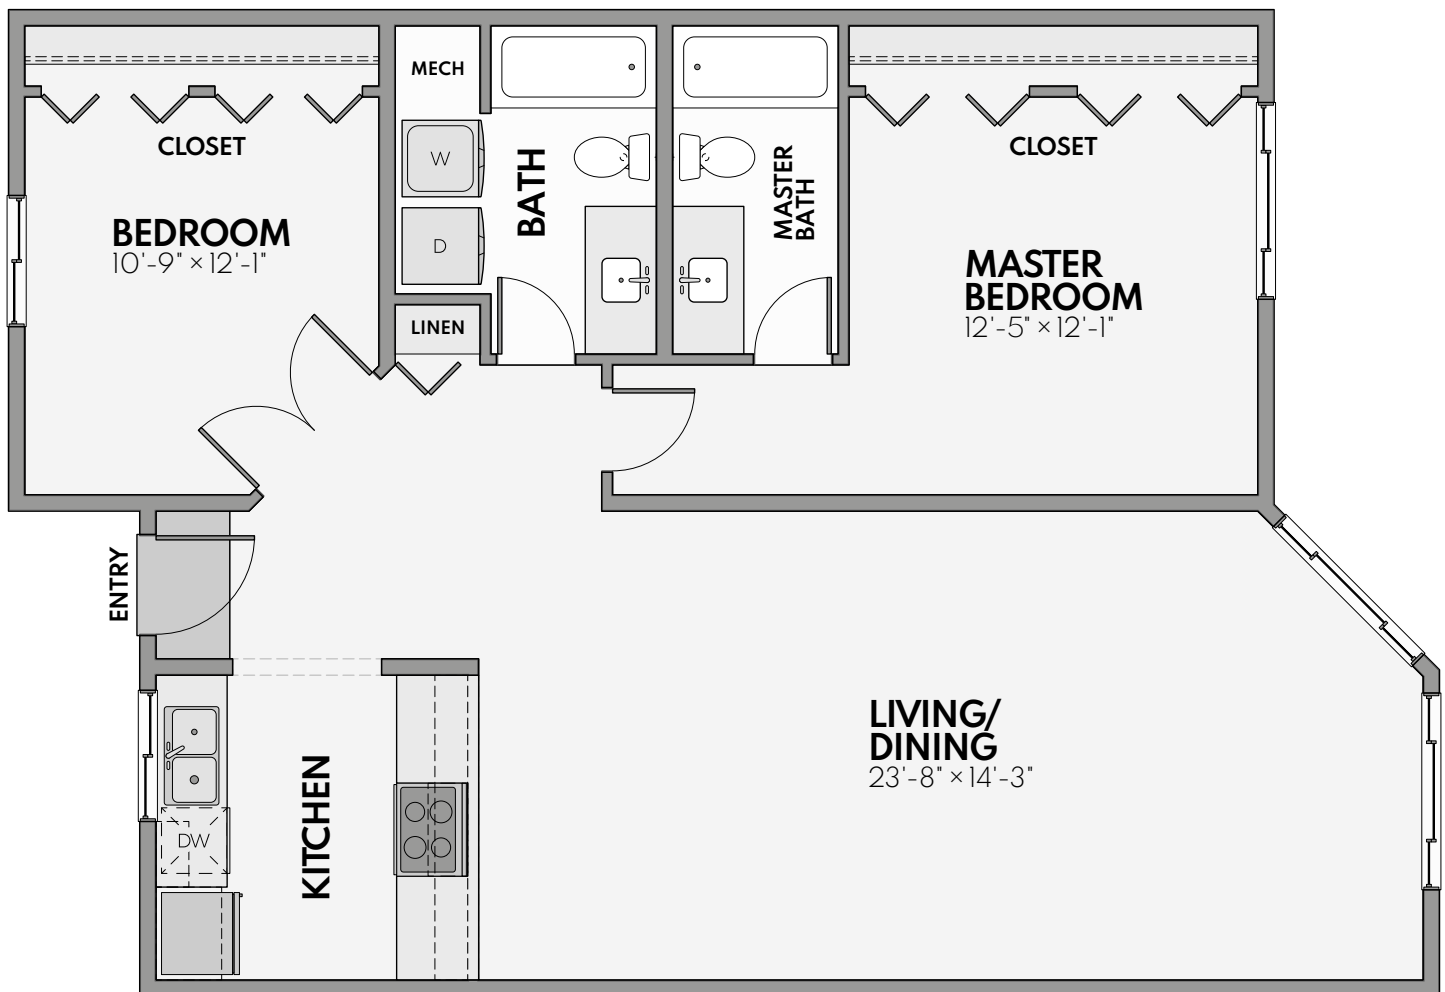 MECH
CLOSET
CLOSET
W
BATH
MASTER
BATH
BEDROOM
10'-9" × 12'-1"
D
MASTER
BEDROOM
12'-5" × 12'-1"
LINEN
ENTRY
LIVING/
DINING
23'-8" × 14'-3"
KITCHEN
DW